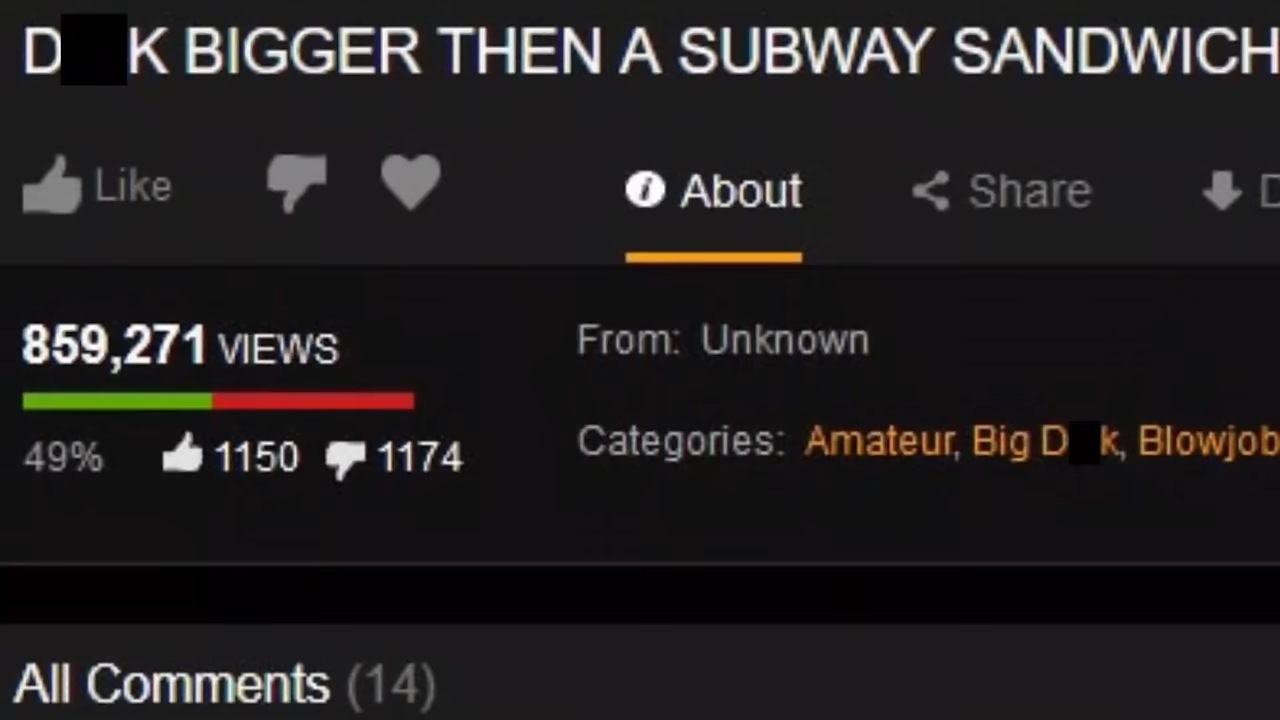 D K BIGGER THEN A SUBWAY SANDWICH
Like About Share D
859,271 VIEWS
From: Unknown
49% 1150 1174
Categories: Amateur, Big D k, Blowjob
All Comments (14)